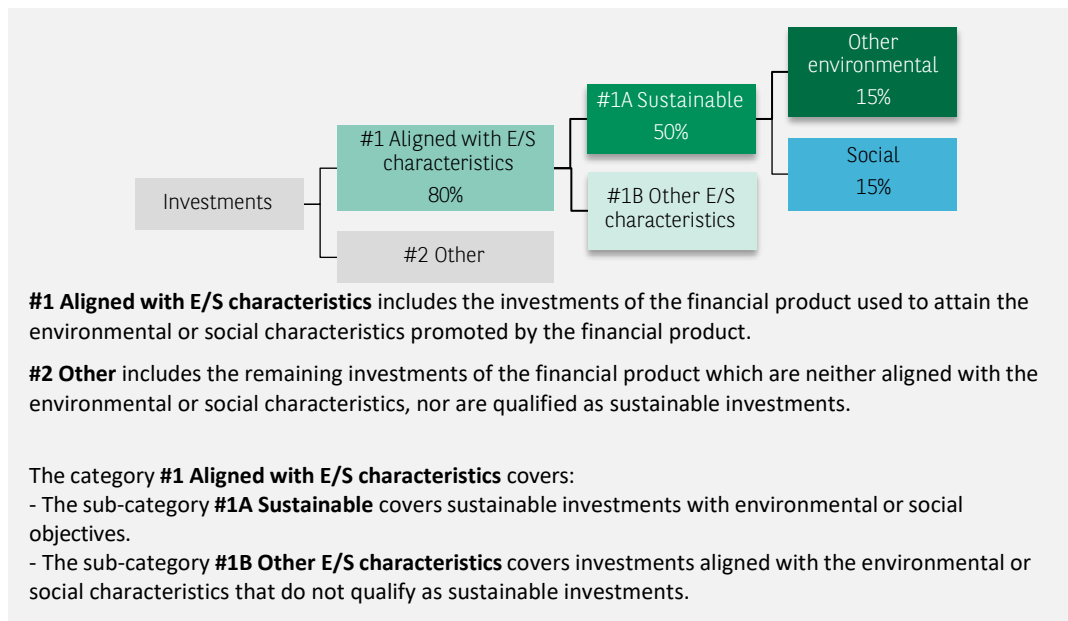 Other
environmental
15%
#1A Sustainable
50%
#1 Aligned with E/S
characteristics
80%
Social
15%
Investments
#1B Other E/S
characteristics
#2 Other
#1 Aligned with E/S characteristics includes the investments of the financial product used to attain the
environmental or social characteristics promoted by the financial product.
#2 Other includes the remaining investments of the financial product which are neither aligned with the
environmental or social characteristics, nor are qualified as sustainable investments.
The category #1 Aligned with E/S characteristics covers:
- The sub-category #1A Sustainable covers sustainable investments with environmental or social
objectives.
- The sub-category #1B Other E/S characteristics covers investments aligned with the environmental or
social characteristics that do not qualify as sustainable investments.